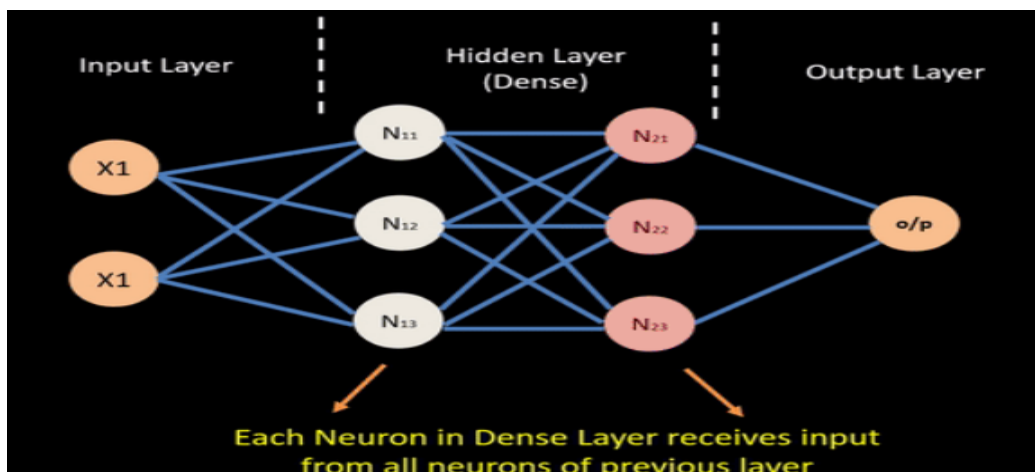 Input Layer
Hidden Layer
(Dense)
Output Layer
X1
X1
N₁₁
N₁₂
N₁₃
N₂₁
N₂₂
N₂₃
o/p
Each Neuron in Dense Layer receives input
from all neurons of previous layer